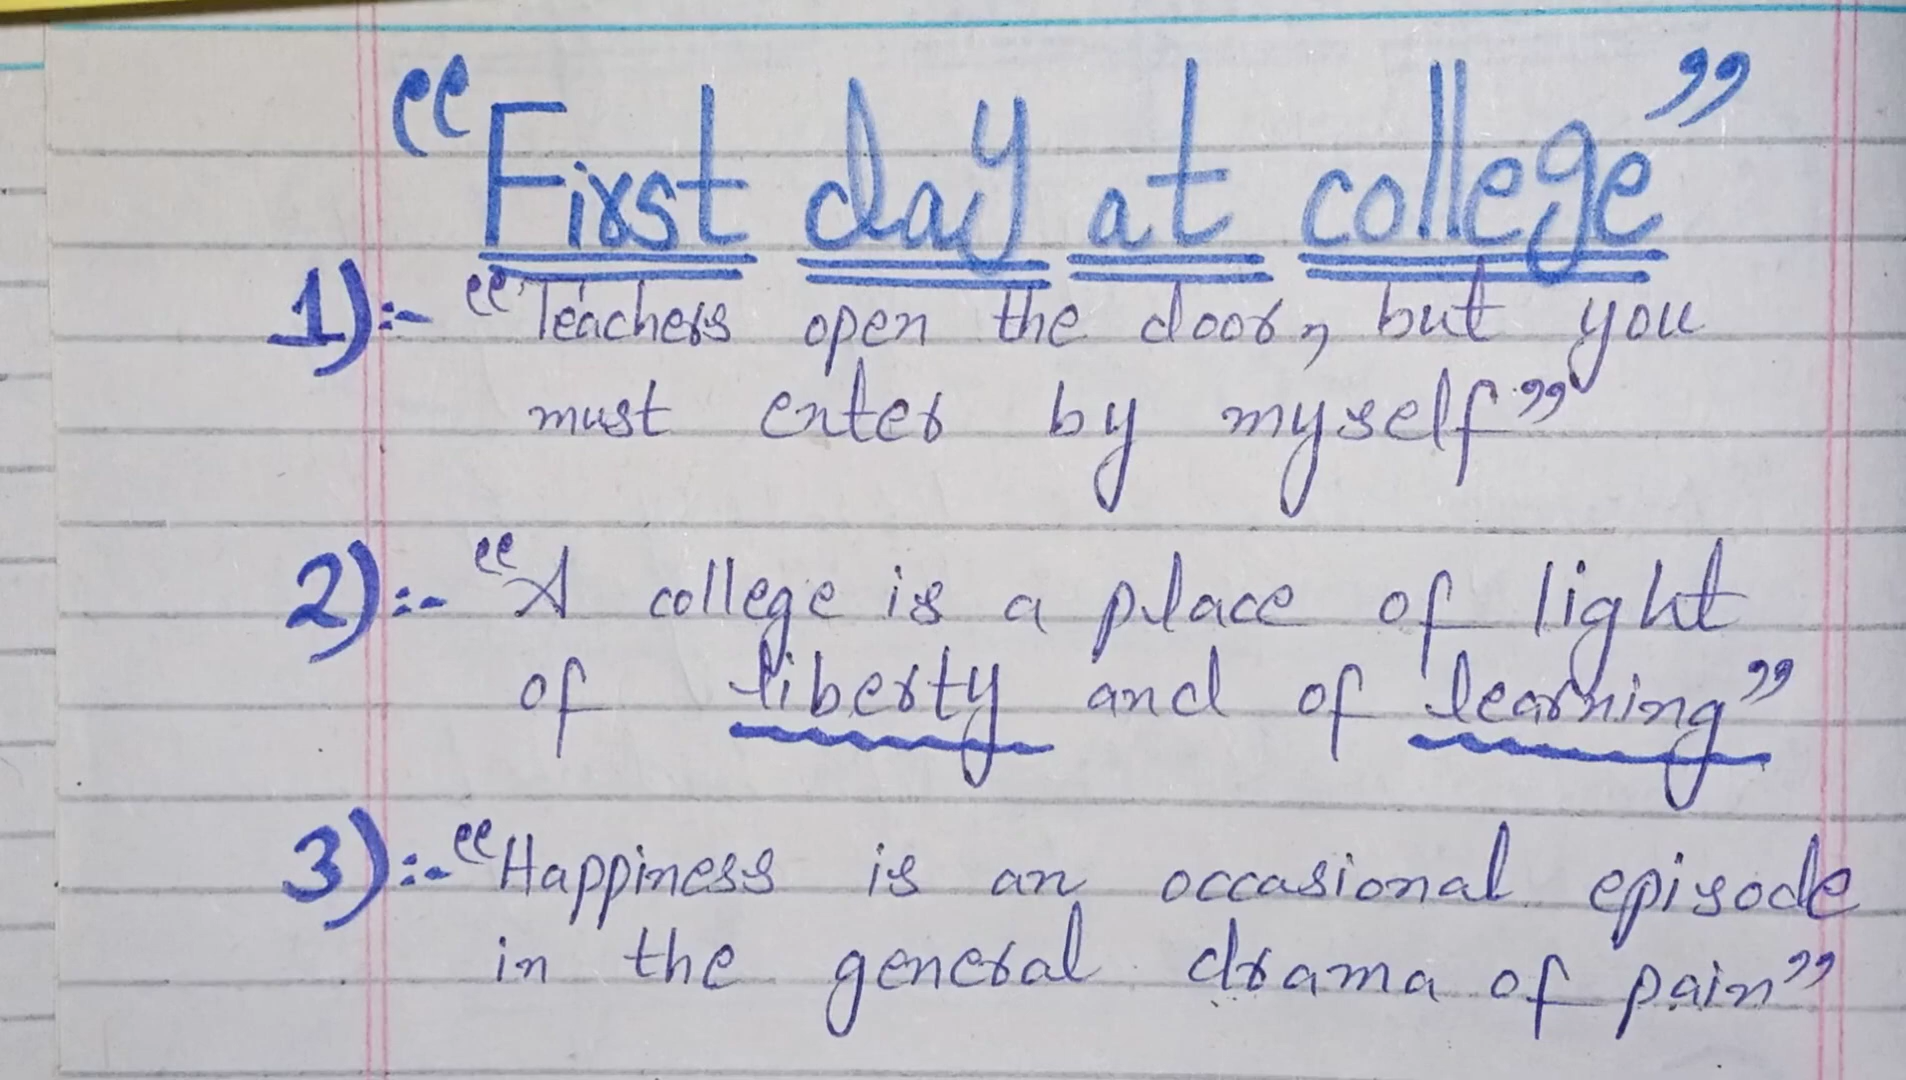 “First day at college”
1):- “Teachers open the door, but you
must enter by myself”
2):- “A college is a place of light
of liberty and of learning”
3):- “Happiness is an occasional episode
in the general drama of pain”